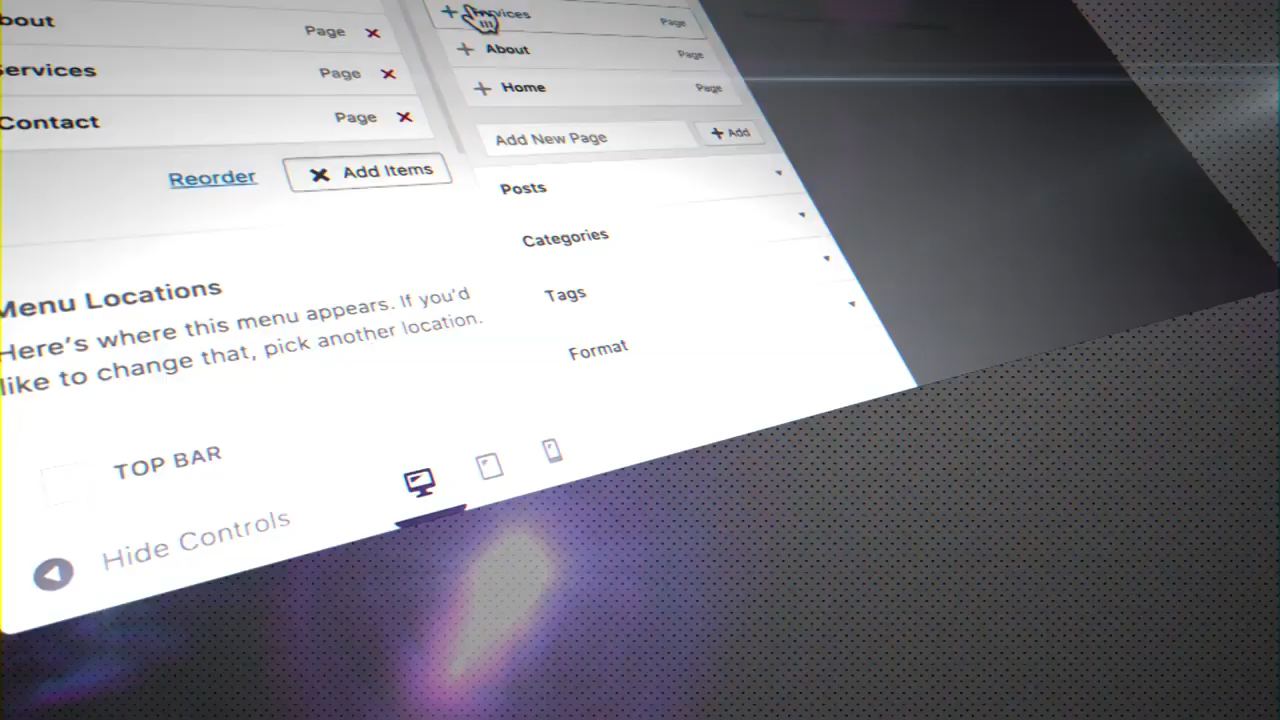 bout Page
ervices Page
Contact Page
Reorder Add Items
Menu Locations
Here's where this menu appears. If you'd
like to change that, pick another location.
TOP BAR
Hide Controls
Page
About Page
Home Page
Add New Page Add
Posts
Categories
Tags
Format